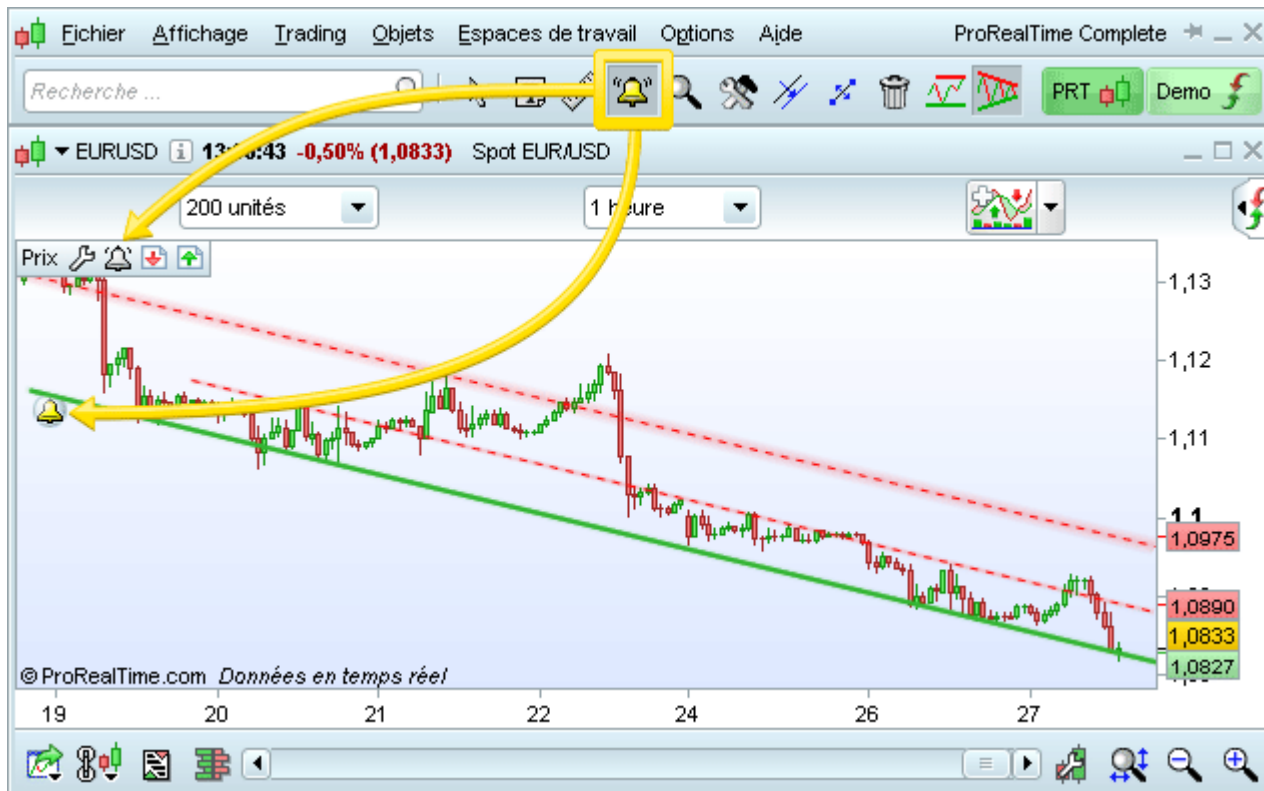 Fichier Affichage Trading Objets Espaces de travail Options Aide ProRealTime Complete
Recherche ... PRT Demo
EURUSD -0,50% (1,0833) Spot EUR/USD
200 unités 1 heure
Prix
1,13
1,12
1,11
1,1
1,0975
1,0890
1,0833
1,0827
© ProRealTime.com Données en temps réel
19 20 21 22 24 26 27